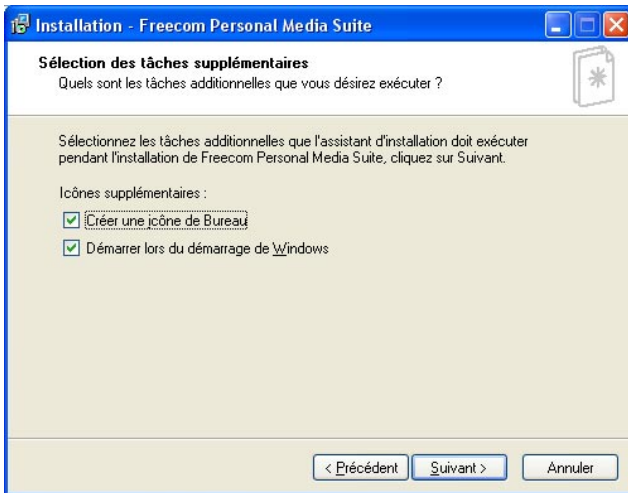 Installation - Freecom Personal Media Suite
Sélection des tâches supplémentaires
Quels sont les tâches additionnelles que vous désirez exécuter ?
Sélectionnez les tâches additionnelles que l'assistant d'installation doit exécuter
pendant l'installation de Freecom Personal Media Suite, cliquez sur Suivant.
Icônes supplémentaires :
Créer une icône de Bureau
Démarrer lors du démarrage de Windows
< Précédent Suivant > Annuler